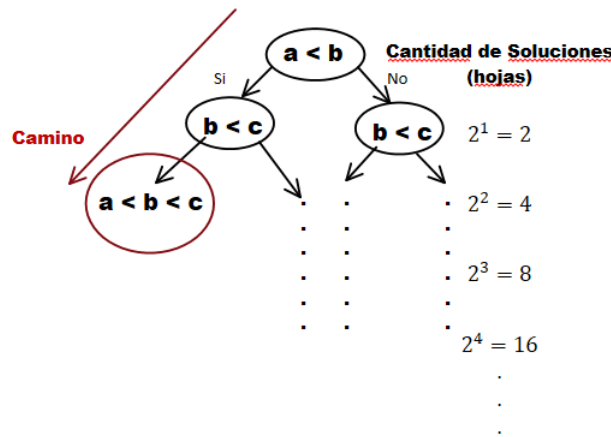 a < b
Cantidad de Soluciones
(hojas)
Si
No
Camino
b < c
b < c
2¹ = 2
a < b < c
2² = 4
2³ = 8
2⁴ = 16